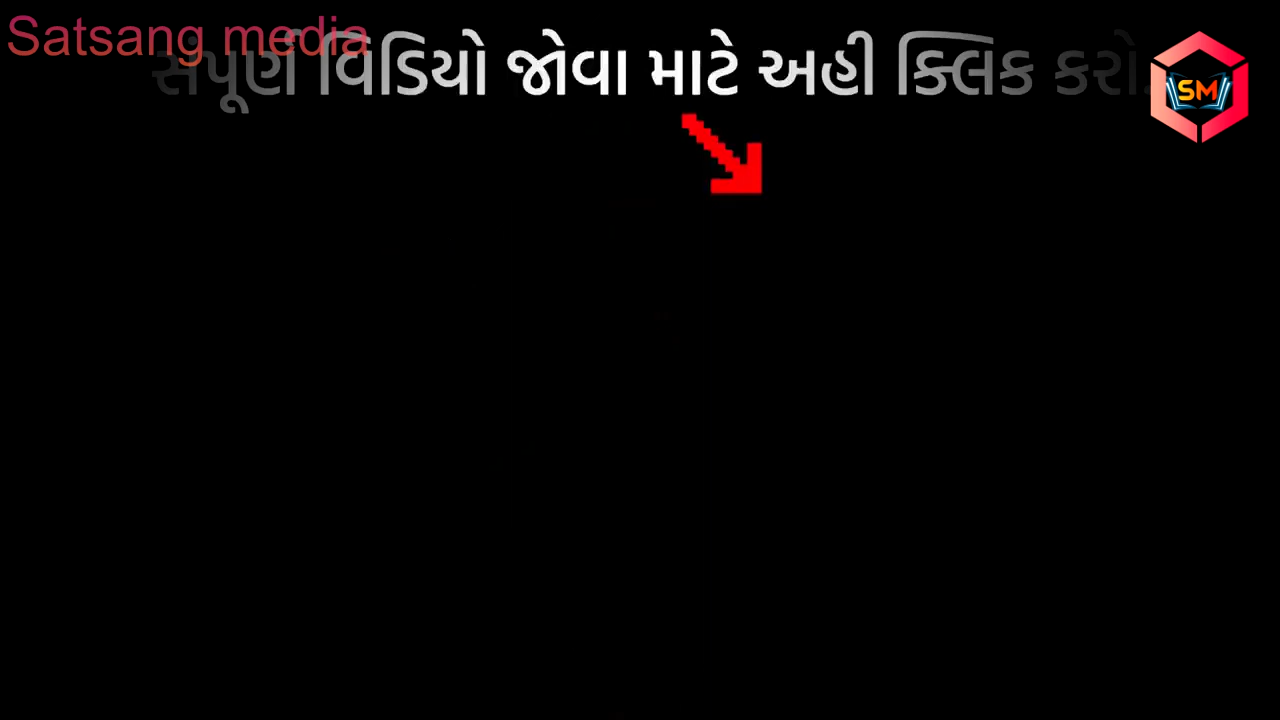 Satsang media
સંપૂર્ણ વિડિયો જોવા માટે અહી ક્લિક કરો.
SM